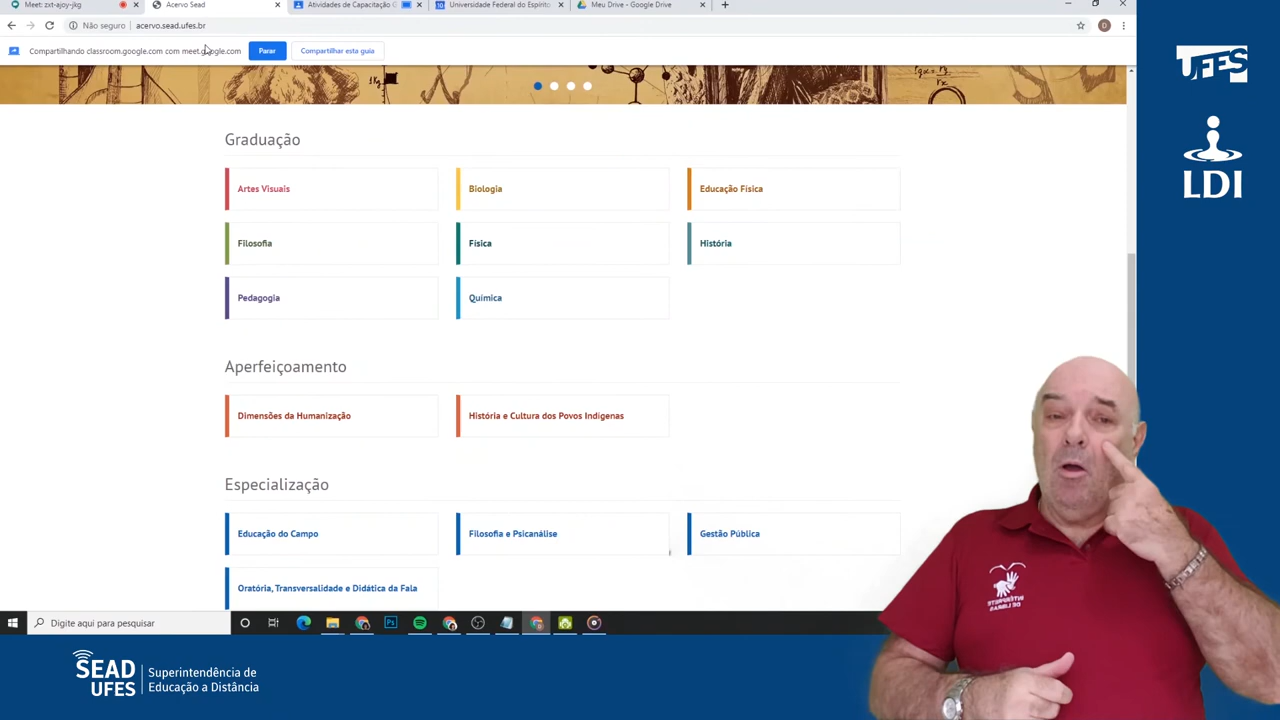 Meet: zxt-ajoy-jkg
Acervo Sead
Atividades de Capacitação
Universidade Federal do Espírito
Meu Drive - Google Drive
Não seguro
acervo.sead.ufes.br
Compartilhando classroom.google.com com meet.google.com
Parar
Compartilhar esta guia
UFES
LDI
Graduação
Artes Visuais
Biologia
Educação Física
Filosofia
Física
História
Pedagogia
Química
Aperfeiçoamento
Dimensões da Humanização
História e Cultura dos Povos Indígenas
Especialização
Educação do Campo
Filosofia e Psicanálise
Gestão Pública
Oratória, Transversalidade e Didática da Fala
INTÉRPRETE
DE LIBRAS
Digite aqui para pesquisar
SEAD
UFES
Superintendência de
Educação a Distância